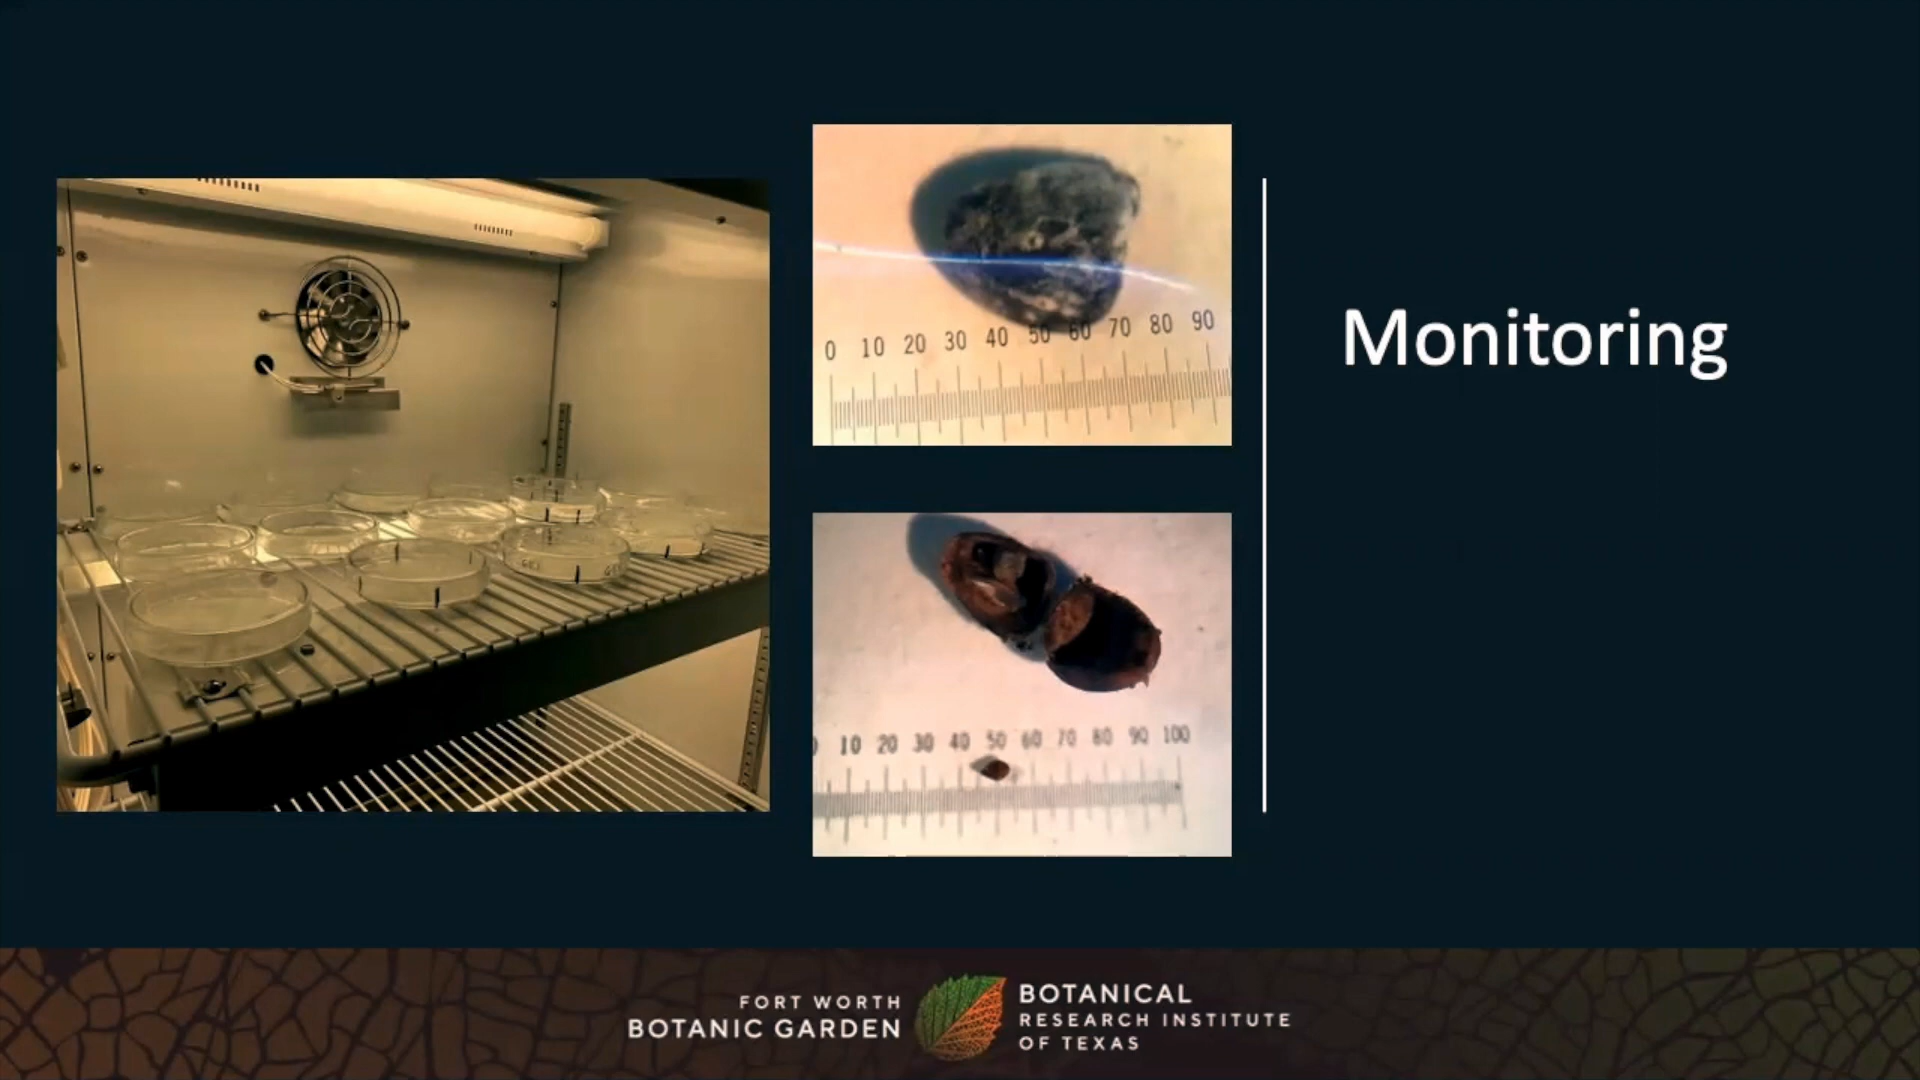 Monitoring
0 10 20 30 40 50 60 70 80 90
10 20 30 40 50 60 70 80 90 100
FORT WORTH
BOTANIC GARDEN
BOTANICAL
RESEARCH INSTITUTE
OF TEXAS